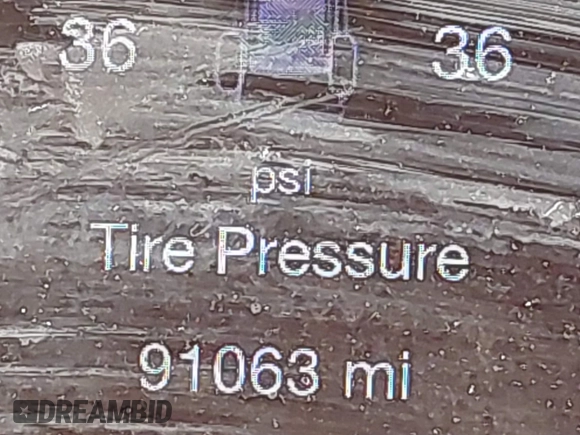 36 36
psi
Tire Pressure
91063 mi
DREAMBID